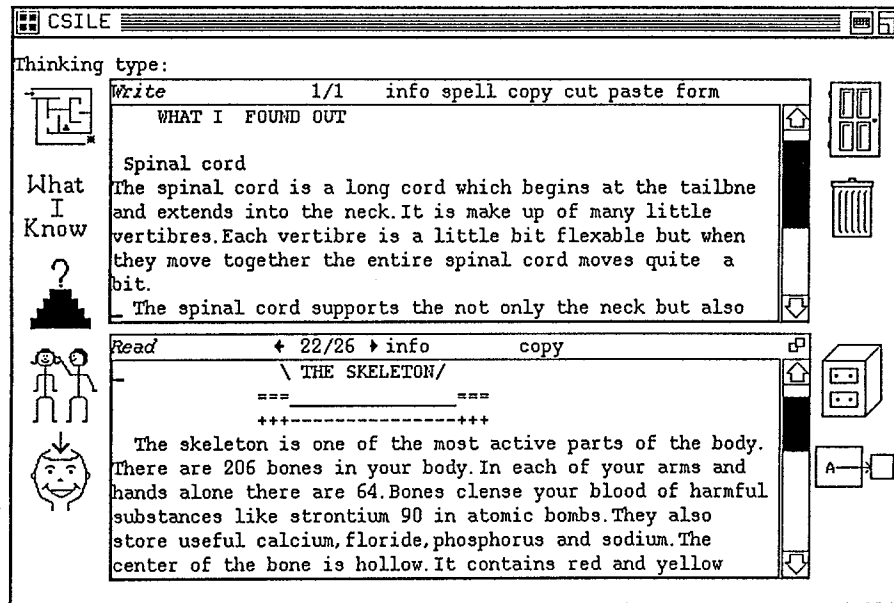 CSILE
Thinking type:
Write 1/1 info spell copy cut paste form
WHAT I FOUND OUT
Spinal cord
The spinal cord is a long cord which begins at the tailbne
and extends into the neck.It is make up of many little
vertibres.Each vertibre is a little bit flexable but when
they move together the entire spinal cord moves quite a
bit.
_ The spinal cord supports the not only the neck but also
What
I
Know
?
Read ← 22/26 → info copy
\ THE SKELETON/
===_______________===
+++-----------------+++
The skeleton is one of the most active parts of the body.
There are 206 bones in your body.In each of your arms and
hands alone there are 64.Bones clense your blood of harmful
substances like strontium 90 in atomic bombs.They also
store useful calcium,floride,phosphorus and sodium.The
center of the bone is hollow.It contains red and yellow
A